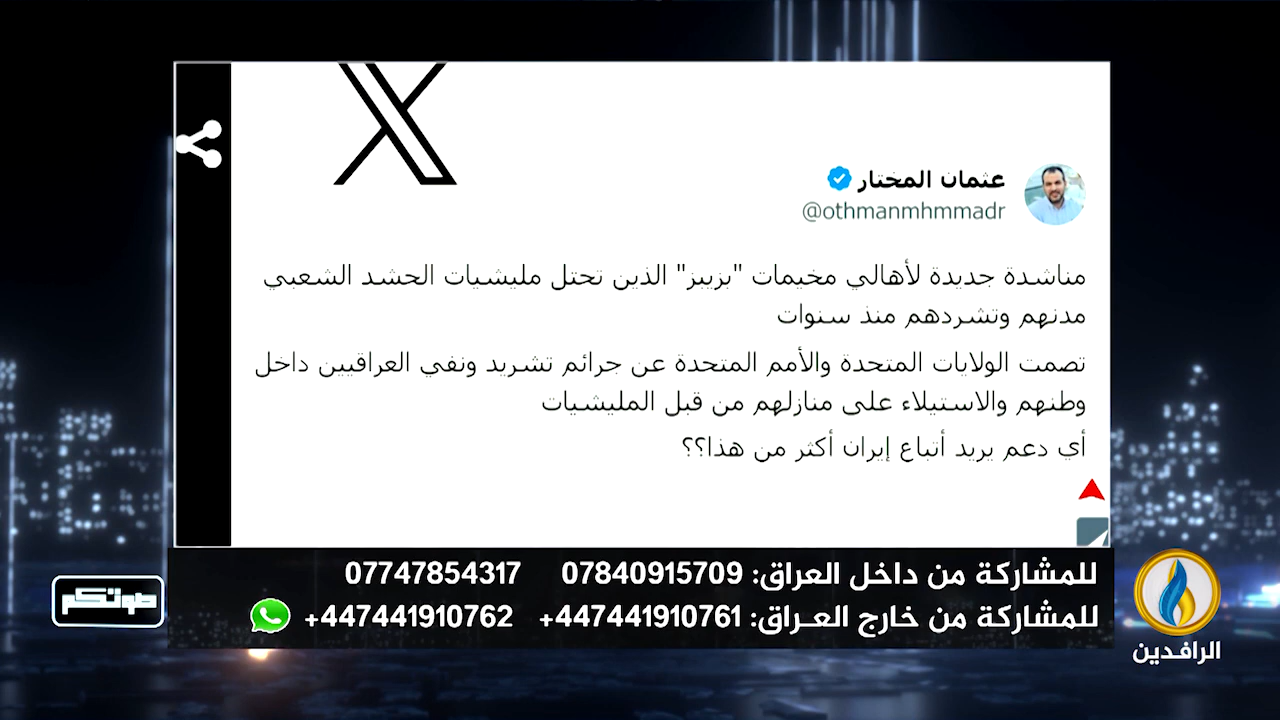 عثمان المختار
@othmanmhmmadr
مناشدة جديدة لأهالي مخيمات "بزيبز" الذين تحتل مليشيات الحشد الشعبي
مدنهم وتشردهم منذ سنوات
تصمت الولايات المتحدة والأمم المتحدة عن جرائم تشريد ونفي العراقيين داخل
وطنهم والاستيلاء على منازلهم من قبل المليشيات
أي دعم يريد أتباع إيران أكثر من هذا؟؟
للمشاركة من داخل العراق: 07840915709 07747854317
للمشاركة من خارج العـراق: 447441910761+ 447441910762+
صوتكم
الرافدين